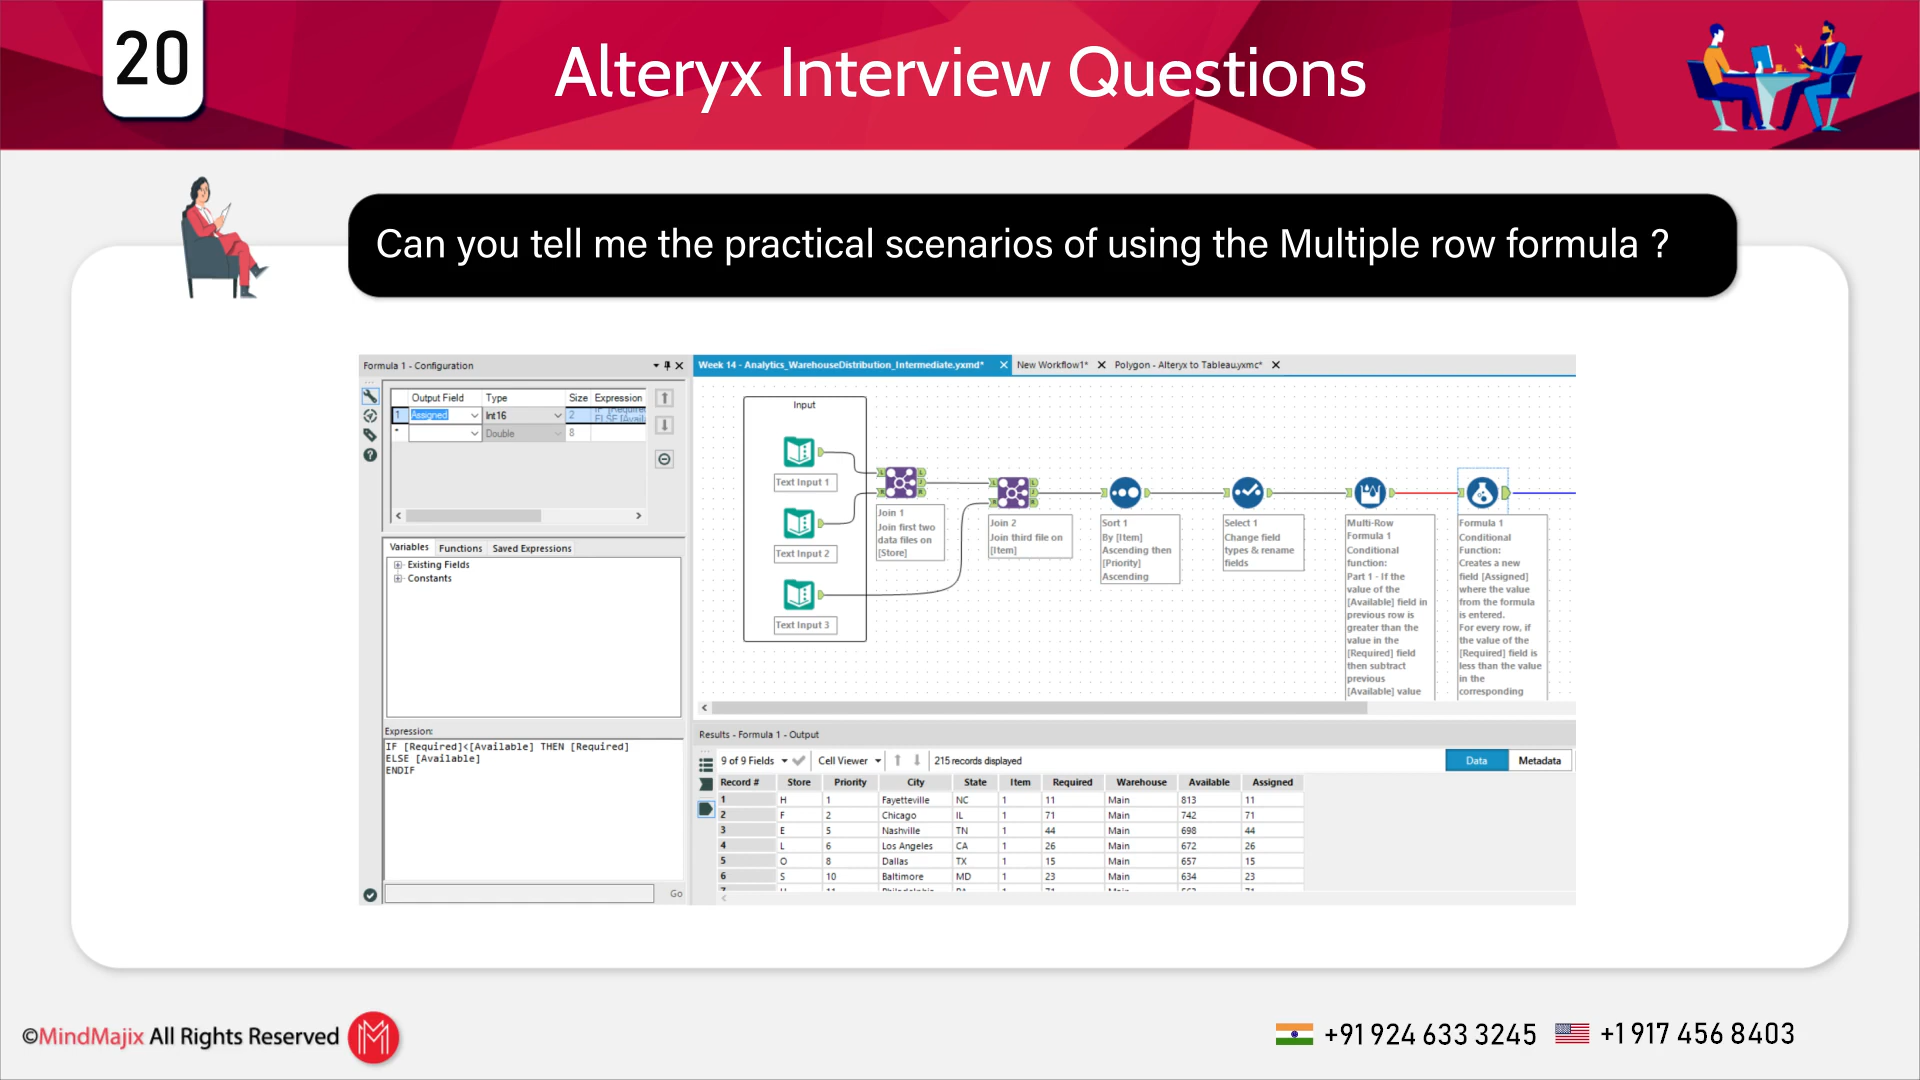 20
Alteryx Interview Questions
Can you tell me the practical scenarios of using the Multiple row formula ?
Formula 1 - Configuration
Output Field Type Size Expression
1 Assigned Int16 2
ELSE [Avail
* Double 8
Variables Functions Saved Expressions
Existing Fields
Constants
Expression:
IF [Required]<[Available] THEN [Required]
ELSE [Available]
ENDIF
Go
Week 14 - Analytics_WarehouseDistribution_Intermediate.yxmd* New Workflow1* Polygon - Alteryx to Tableau.yxmc*
Input
Text Input 1
Text Input 2
Text Input 3
Join 1
Join first two
data files on
[Store]
Join 2
Join third file on
[Item]
Sort 1
By [Item]
Ascending then
[Priority]
Ascending
Select 1
Change field
types & rename
fields
Multi-Row
Formula 1
Conditional
function:
Part 1 - If the
value of the
[Available] field in
previous row is
greater than the
value in the
[Required] field
then subtract
previous
[Available] value
Formula 1
Conditional
Function:
Creates a new
field [Assigned]
where the value
from the formula
is entered.
For every row, if
the value of the
[Required] field is
less than the value
in the
corresponding
Results - Formula 1 - Output
9 of 9 Fields Cell Viewer 215 records displayed Data Metadata
Record # Store Priority City State Item Required Warehouse Available Assigned
1 H 1 Fayetteville NC 1 11 Main 813 11
2 F 2 Chicago IL 1 71 Main 742 71
3 E 5 Nashville TN 1 44 Main 698 44
4 L 6 Los Angeles CA 1 26 Main 672 26
5 O 8 Dallas TX 1 15 Main 657 15
6 S 10 Baltimore MD 1 23 Main 634 23
©MindMajix All Rights Reserved
+91 924 633 3245 +1 917 456 8403